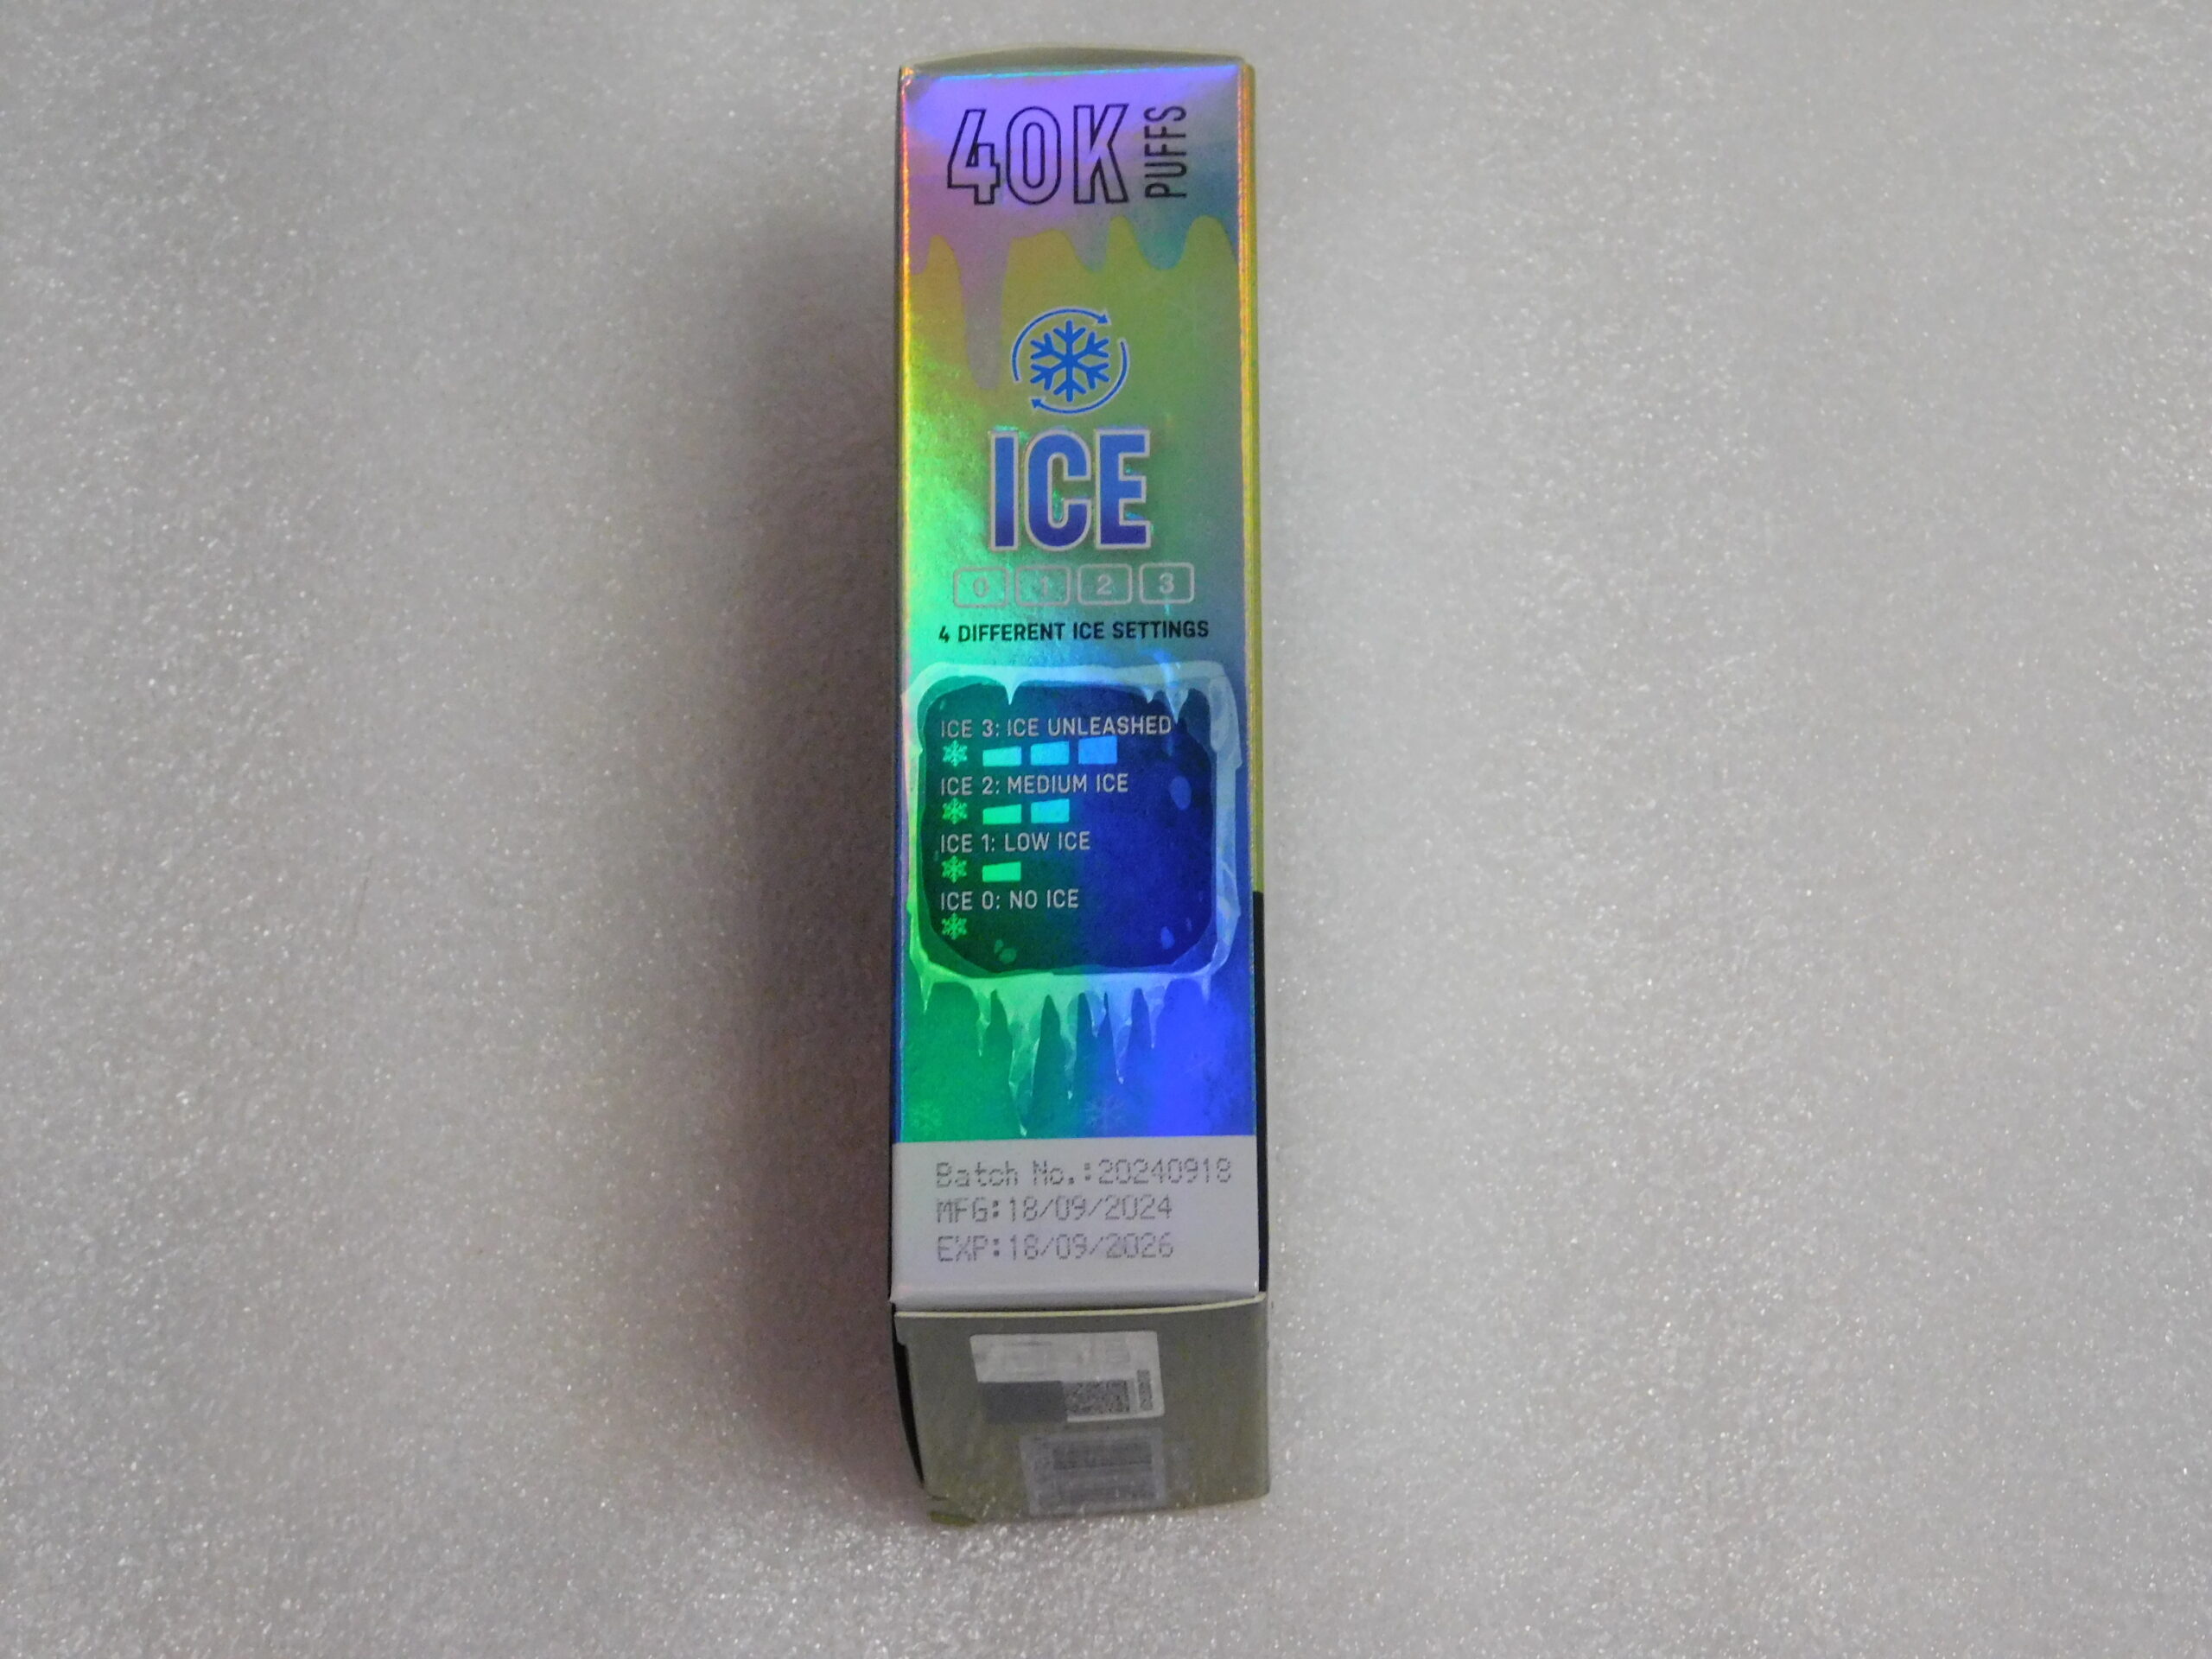 40K PUFFS
ICE
0 1 2 3
4 DIFFERENT ICE SETTINGS
ICE 3: ICE UNLEASHED
ICE 2: MEDIUM ICE
ICE 1: LOW ICE
ICE 0: NO ICE
Batch No.:20240918
MFG:18/09/2024
EXP:18/09/2026